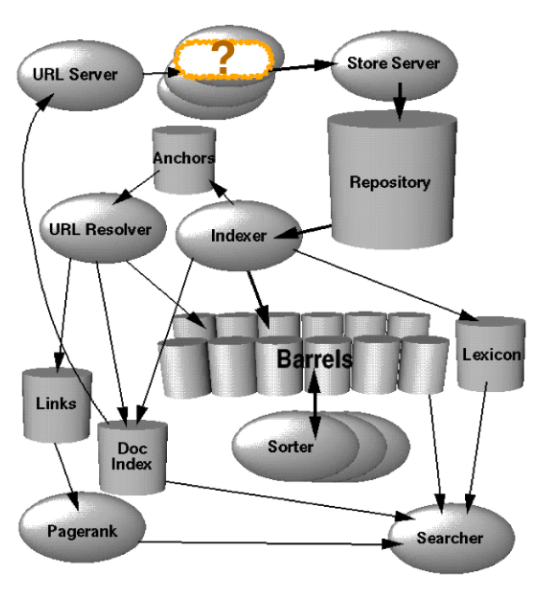 URL Server
?
Store Server
Anchors
Repository
URL Resolver
Indexer
Barrels
Lexicon
Links
Doc
Index
Sorter
Pagerank
Searcher